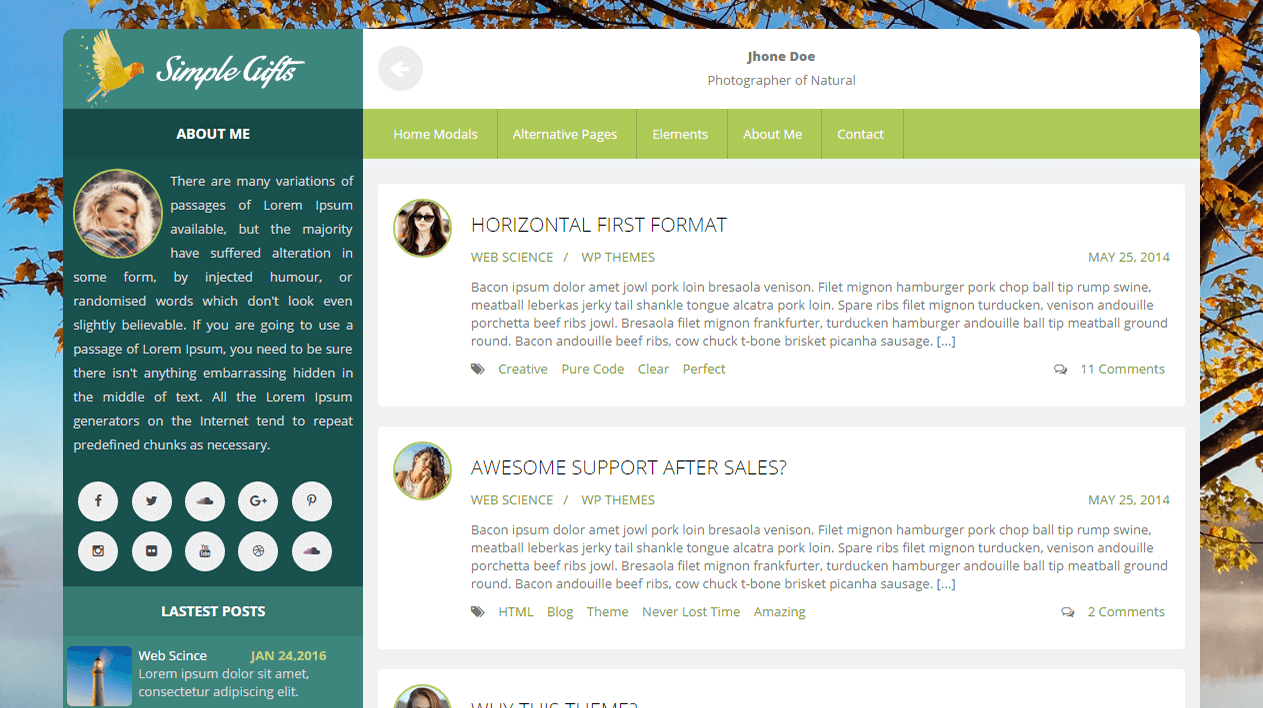 Simple Gifts
Jhone Doe
Photographer of Natural
ABOUT ME
Home Modals
Alternative Pages
Elements
About Me
Contact
There are many variations of
passages of Lorem Ipsum
available, but the majority
have suffered alteration in
some form, by injected humour, or
randomised words which don't look even
slightly believable. If you are going to use a
passage of Lorem Ipsum, you need to be sure
there isn't anything embarrassing hidden in
the middle of text. All the Lorem Ipsum
generators on the Internet tend to repeat
predefined chunks as necessary.
LASTEST POSTS
Web Scince JAN 24,2016
Lorem ipsum dolor sit amet,
consectetur adipiscing elit.
HORIZONTAL FIRST FORMAT
WEB SCIENCE / WP THEMES MAY 25, 2014
Bacon ipsum dolor amet jowl pork loin bresaola venison. Filet mignon hamburger pork chop ball tip rump swine,
meatball leberkas jerky tail shankle tongue alcatra pork loin. Spare ribs filet mignon turducken, venison andouille
porchetta beef ribs jowl. Bresaola filet mignon frankfurter, turducken hamburger andouille ball tip meatball ground
round. Bacon andouille beef ribs, cow chuck t-bone brisket picanha sausage. [...]
Creative Pure Code Clear Perfect 11 Comments
AWESOME SUPPORT AFTER SALES?
WEB SCIENCE / WP THEMES MAY 25, 2014
Bacon ipsum dolor amet jowl pork loin bresaola venison. Filet mignon hamburger pork chop ball tip rump swine,
meatball leberkas jerky tail shankle tongue alcatra pork loin. Spare ribs filet mignon turducken, venison andouille
porchetta beef ribs jowl. Bresaola filet mignon frankfurter, turducken hamburger andouille ball tip meatball ground
round. Bacon andouille beef ribs, cow chuck t-bone brisket picanha sausage. [...]
HTML Blog Theme Never Lost Time Amazing 2 Comments
WHY THIS THEME?